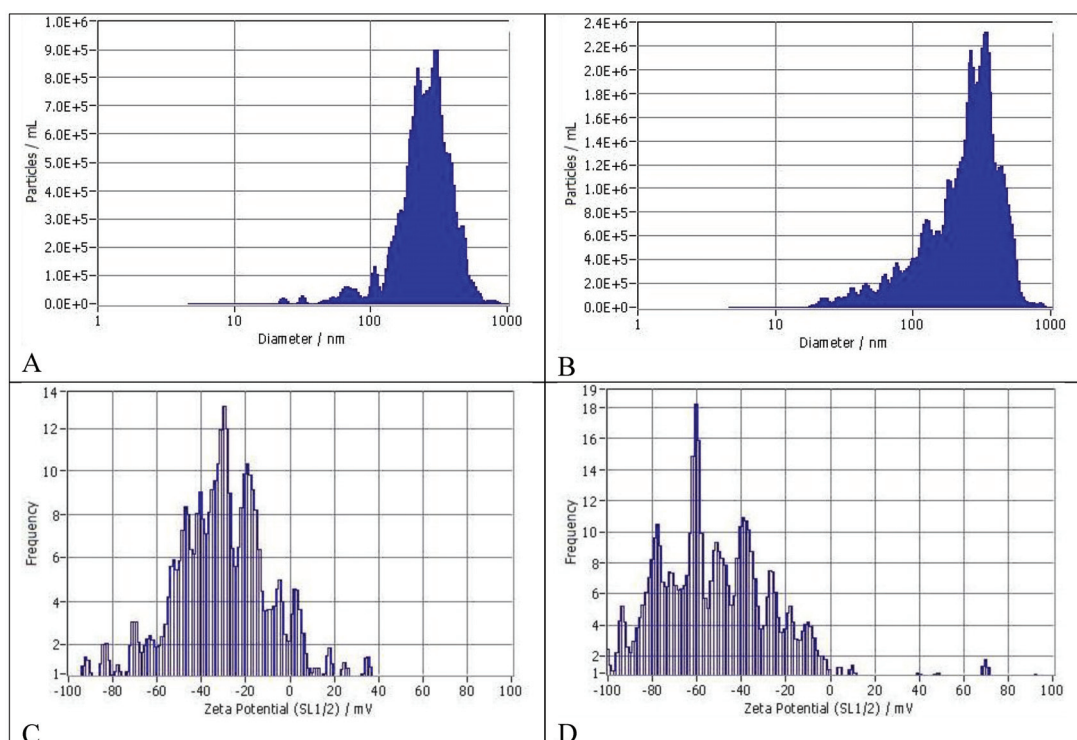 1.0E+6
9.0E+5
8.0E+5
7.0E+5
6.0E+5
5.0E+5
4.0E+5
3.0E+5
2.0E+5
1.0E+5
0.0E+0
Particles / mL
1 10 100 1000
Diameter / nm
A
2.4E+6
2.2E+6
2.0E+6
1.8E+6
1.6E+6
1.4E+6
1.2E+6
1.0E+6
8.0E+5
6.0E+5
4.0E+5
2.0E+5
0.0E+0
Particles / mL
1 10 100 1000
Diameter / nm
B
14
12
10
8
6
4
2
1
Frequency
-100 -80 -60 -40 -20 0 20 40 60 80 100
Zeta Potential (SL1/2) / mV
C
19
18
16
14
12
10
8
6
4
2
1
Frequency
-100 -80 -60 -40 -20 0 20 40 60 80 100
Zeta Potential (SL1/2) / mV
D